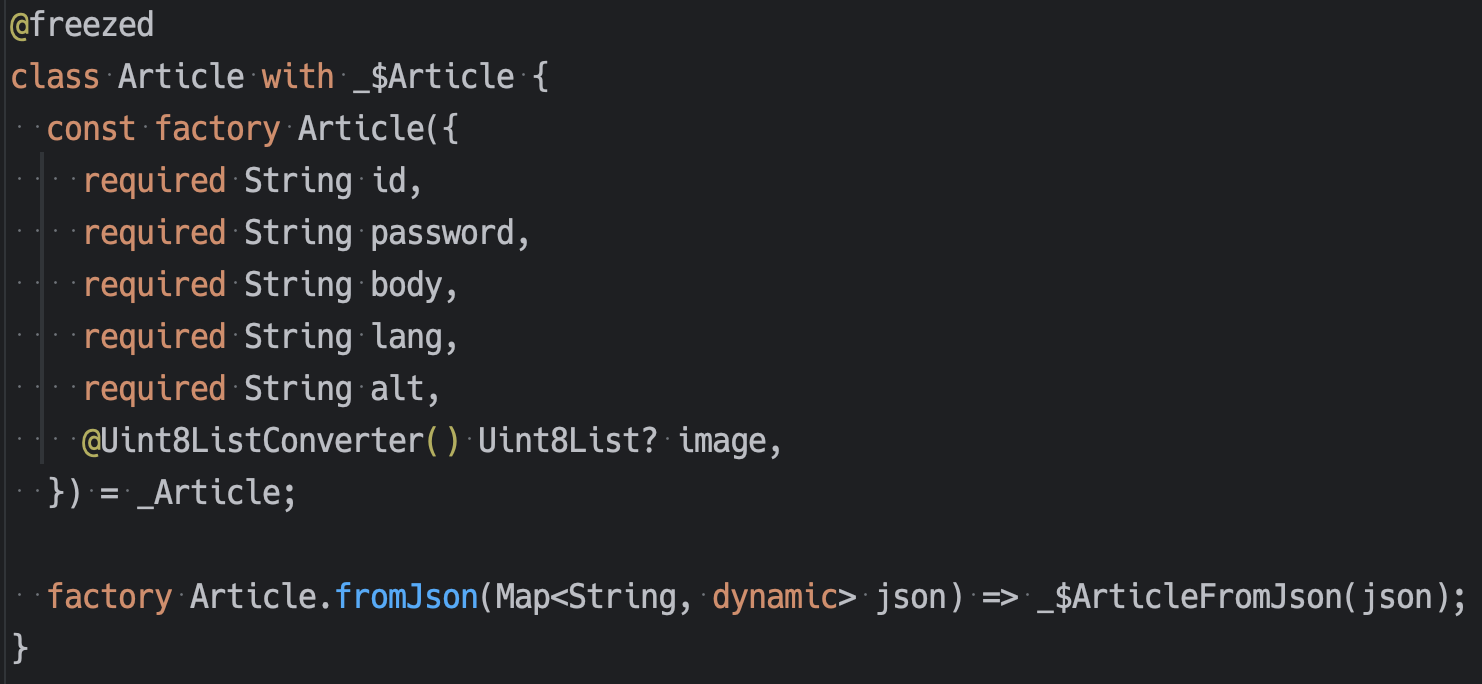 @freezed
class Article with _$Article {
  const factory Article({
    required String id,
    required String password,
    required String body,
    required String lang,
    required String alt,
    @Uint8ListConverter() Uint8List? image,
  }) = _Article;

  factory Article.fromJson(Map<String, dynamic> json) => _$ArticleFromJson(json);
}